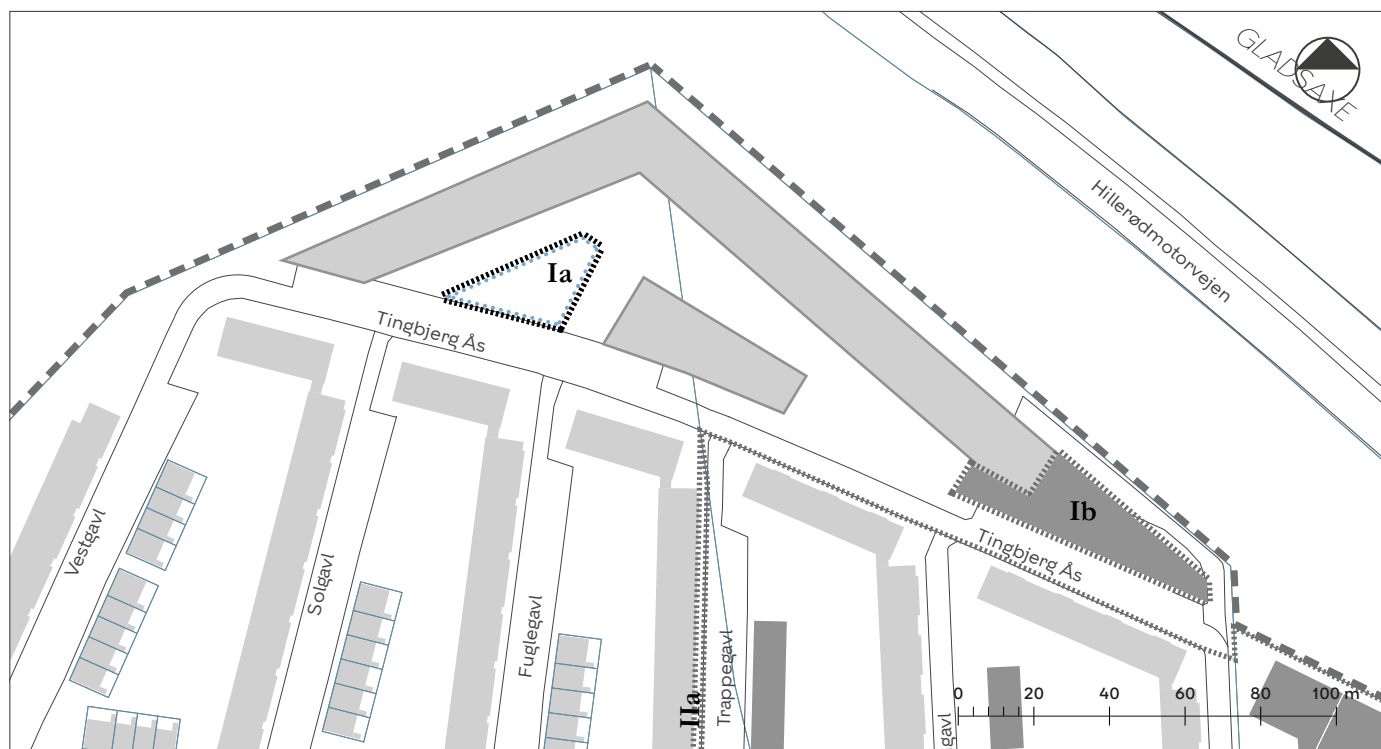 GLADSAXE
Hillerødmotorvejen
Ia
Tingbjerg Ås
Ib
Tingbjerg Ås
Vestgavl
Solgavl
Fuglegavl
Trappegavl
IIa
gavl
0 20 40 60 80 100 m